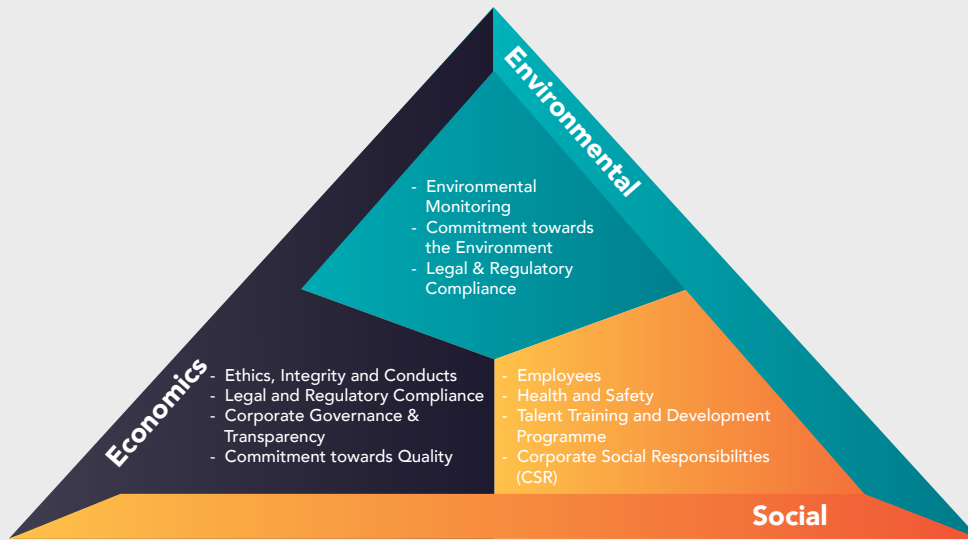 Environmental
- Environmental
Monitoring
- Commitment towards
the Environment
- Legal & Regulatory
Compliance
Economics
- Ethics, Integrity and Conducts
- Legal and Regulatory Compliance
- Corporate Governance &
Transparency
- Commitment towards Quality
- Employees
- Health and Safety
- Talent Training and Development
Programme
- Corporate Social Responsibilities
(CSR)
Social